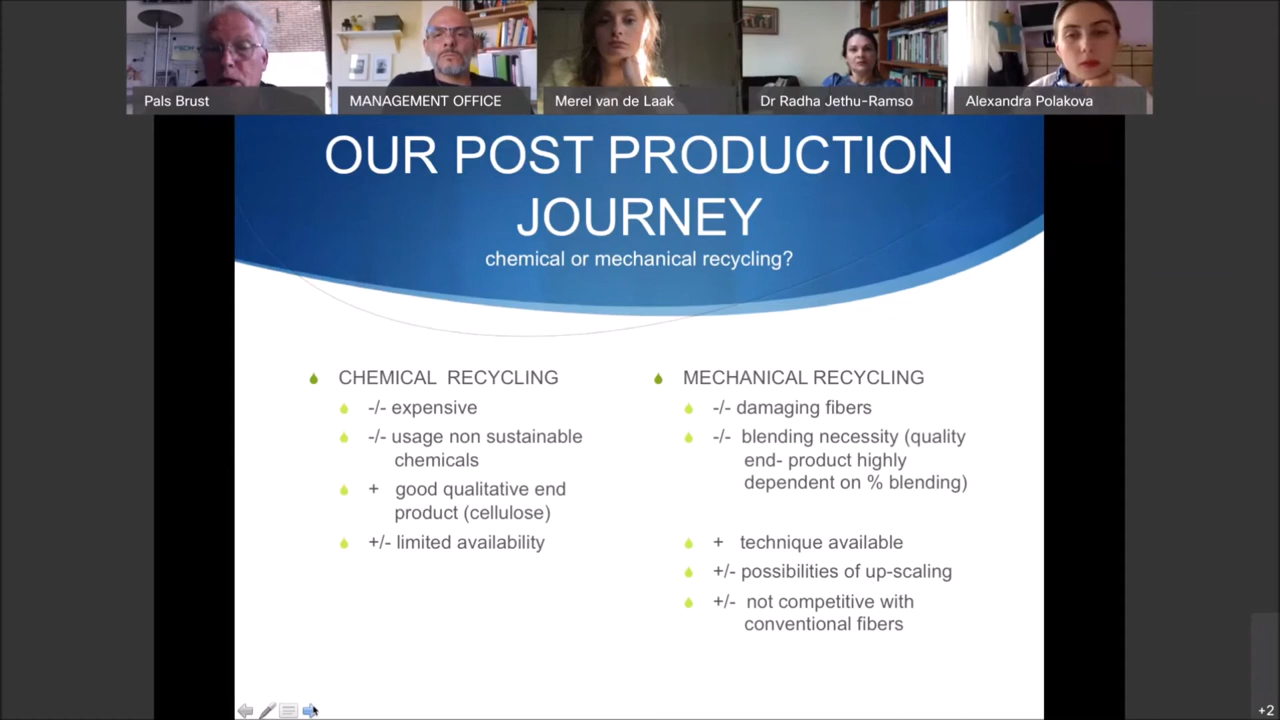 Pals Brust
MANAGEMENT OFFICE
Merel van de Laak
Dr Radha Jethu-Ramso
Alexandra Polakova
OUR POST PRODUCTION
JOURNEY
chemical or mechanical recycling?
CHEMICAL RECYCLING
-/- expensive
-/- usage non sustainable
chemicals
+ good qualitative end
product (cellulose)
+/- limited availability
MECHANICAL RECYCLING
-/- damaging fibers
-/- blending necessity (quality
end- product highly
dependent on % blending)
+ technique available
+/- possibilities of up-scaling
+/- not competitive with
conventional fibers
+2